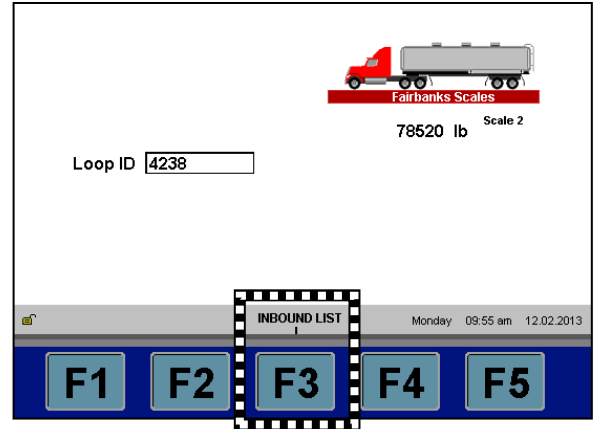 Fairbanks Scales
78520 lb Scale 2
Loop ID 4238
INBOUND LIST
Monday 09:55 am 12.02.2013
F1 F2 F3 F4 F5